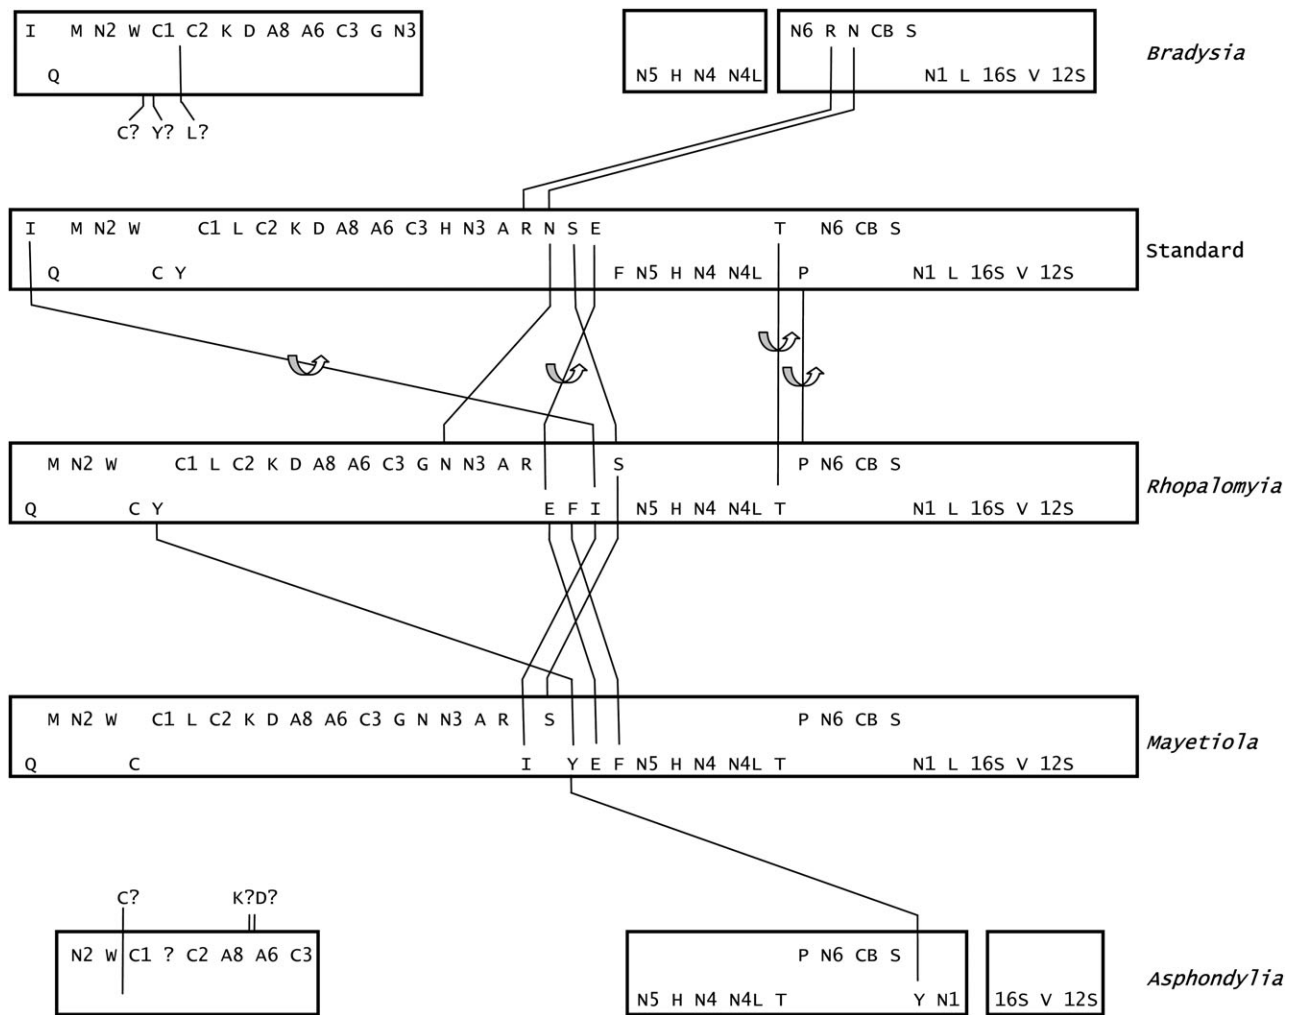 I M N2 W C1 C2 K D A8 A6 C3 G N3 N6 R N CB S
Bradysia
Q N5 H N4 N4L N1 L 16S V 12S
C? Y? L?
I M N2 W C1 L C2 K D A8 A6 C3 H N3 A R N S E T N6 CB S
Standard
Q C Y F N5 H N4 N4L P N1 L 16S V 12S
M N2 W C1 L C2 K D A8 A6 C3 G N N3 A R S P N6 CB S
Rhopalomyia
Q C Y E F I N5 H N4 N4L T N1 L 16S V 12S
M N2 W C1 L C2 K D A8 A6 C3 G N N3 A R S P N6 CB S
Mayetiola
Q C I Y E F N5 H N4 N4L T N1 L 16S V 12S
C? K?D?
N2 W C1 ? C2 A8 A6 C3 P N6 CB S
Asphondylia
N5 H N4 N4L T Y N1 16S V 12S